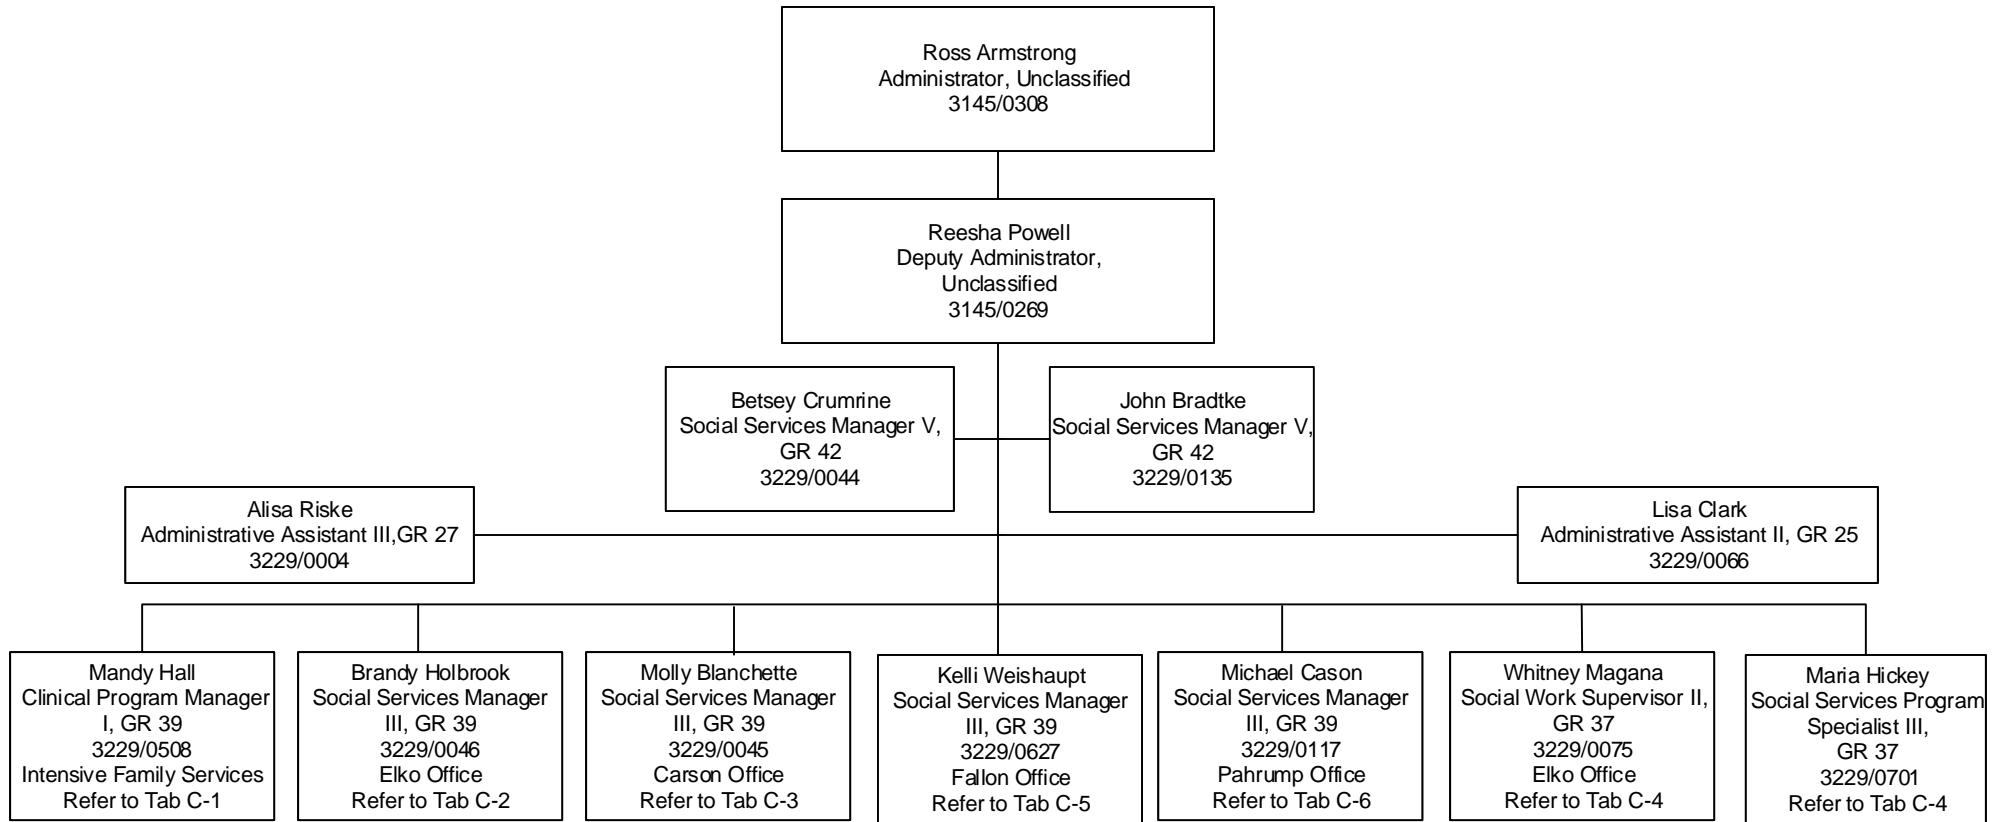 Ross Armstrong
Administrator, Unclassified
3145/0308
Reesha Powell
Deputy Administrator,
Unclassified
3145/0269
Betsey Crumrine
Social Services Manager V,
GR 42
3229/0044
John Bradtke
Social Services Manager V,
GR 42
3229/0135
Alisa Riske
Administrative Assistant III,GR 27
3229/0004
Lisa Clark
Administrative Assistant II, GR 25
3229/0066
Mandy Hall
Clinical Program Manager
I, GR 39
3229/0508
Intensive Family Services
Refer to Tab C-1
Brandy Holbrook
Social Services Manager
III, GR 39
3229/0046
Elko Office
Refer to Tab C-2
Molly Blanchette
Social Services Manager
III, GR 39
3229/0045
Carson Office
Refer to Tab C-3
Kelli Weishaupt
Social Services Manager
III, GR 39
3229/0627
Fallon Office
Refer to Tab C-5
Michael Cason
Social Services Manager
III, GR 39
3229/0117
Pahrump Office
Refer to Tab C-6
Whitney Magana
Social Work Supervisor II,
GR 37
3229/0075
Elko Office
Refer to Tab C-4
Maria Hickey
Social Services Program
Specialist III,
GR 37
3229/0701
Refer to Tab C-4